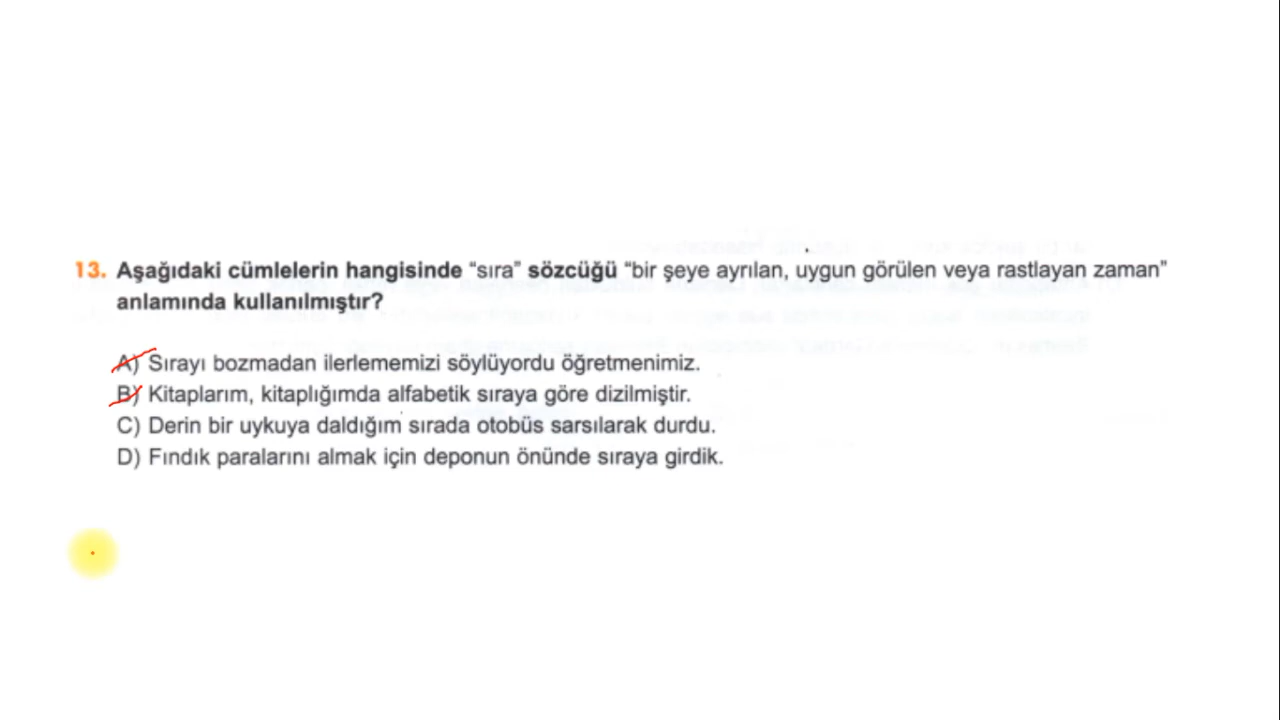 13. Aşağıdaki cümlelerin hangisinde “sıra” sözcüğü “bir şeye ayrılan, uygun görülen veya rastlayan zaman”
anlamında kullanılmıştır?
A) Sırayı bozmadan ilerlememizi söylüyordu öğretmenimiz.
B) Kitaplarım, kitaplığımda alfabetik sıraya göre dizilmiştir.
C) Derin bir uykuya daldığım sırada otobüs sarsılarak durdu.
D) Fındık paralarını almak için deponun önünde sıraya girdik.